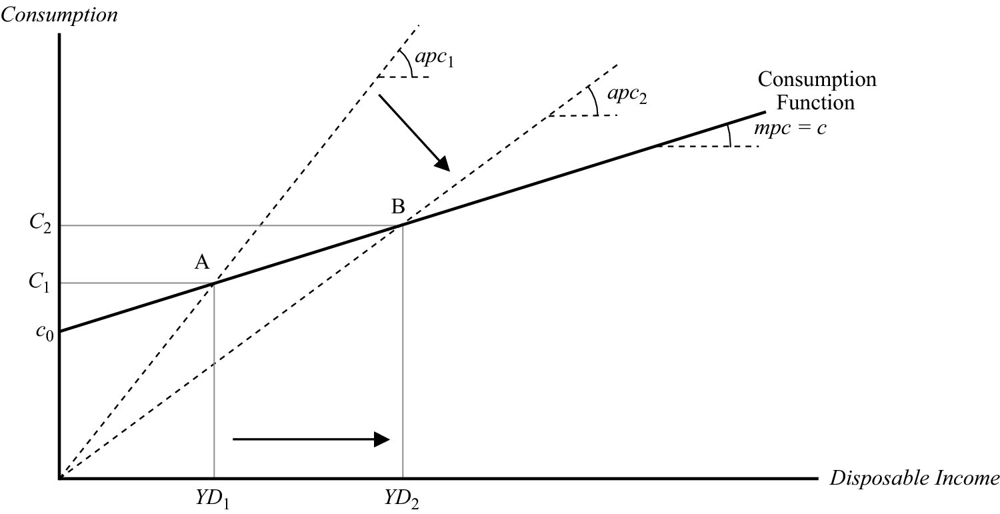 Consumption
apc₁
apc₂
Consumption
Function
mpc = c
B
C₂
A
C₁
c₀
Disposable Income
YD₁
YD₂